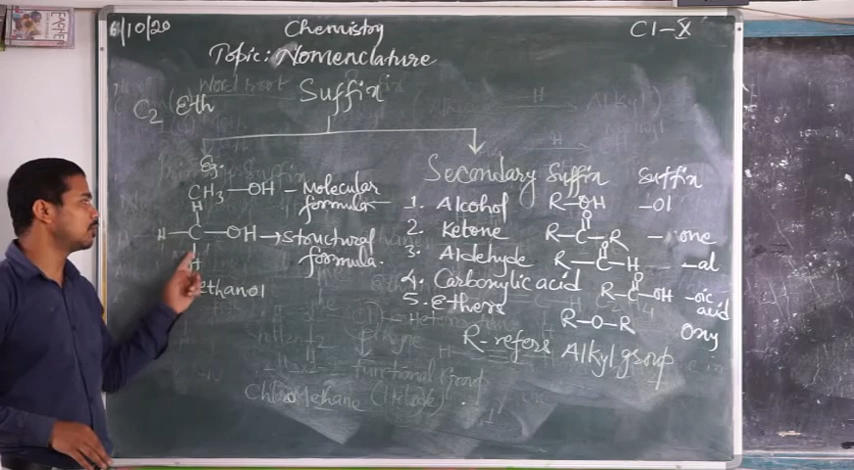 6/10/20 Chemistry Cl-X
Topic: Nomenclature
C2 Eth Suffix
Eg:
CH3-OH - Molecular formula
H
H-C-OH → structural formula.
H
ethanol
Secondary Suffix Suffix
1. Alcohol R-OH -ol
2. Ketone R-C-R -one
O
3. Aldehyde R-C-H -al
O
4. Carboxylic acid R-C-OH -oic acid
O
5. Ethers R-O-R Oxy
R-refers Alkyl group
functional Group